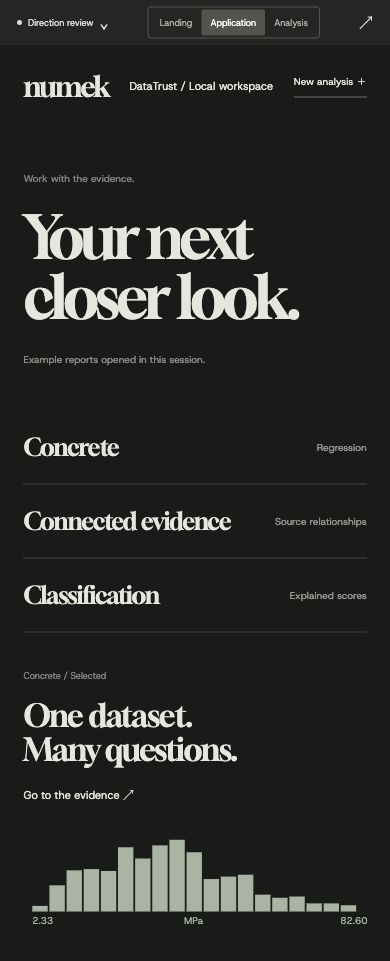 Direction review
Landing
Application
Analysis
numek
DataTrust / Local workspace
New analysis +
Work with the evidence.
Your next
closer look.
Example reports opened in this session.
Concrete
Regression
Connected evidence
Source relationships
Classification
Explained scores
Concrete / Selected
One dataset.
Many questions.
Go to the evidence ↗
2.33
MPa
82.60